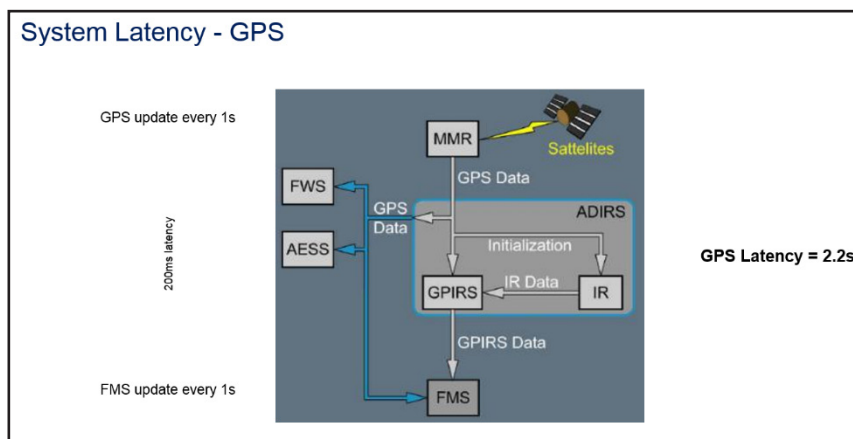 System Latency - GPS
GPS update every 1s
MMR
Sattelites
GPS Data
FWS
GPS
Data
ADIRS
AESS
Initialization
200ms latency
GPS Latency = 2.2s
GPIRS
IR Data
IR
GPIRS Data
FMS update every 1s
FMS